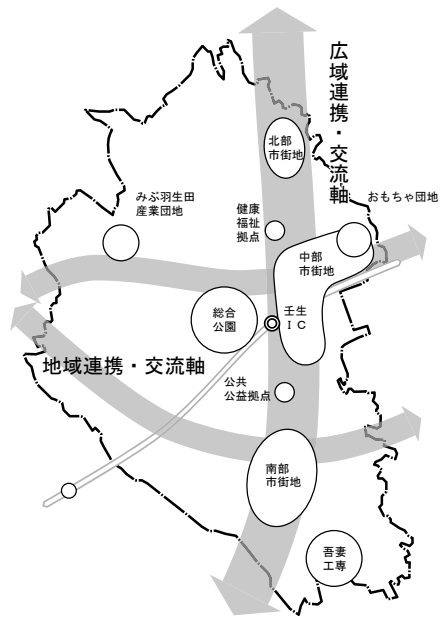 広域連携・交流軸
北部
市街地
みぶ羽生田
産業団地
おもちゃ団地
健康
福祉
拠点
中部
市街地
総合
公園
壬生
ＩＣ
地域連携・交流軸
公共
公益拠点
南部
市街地
吾妻
工専